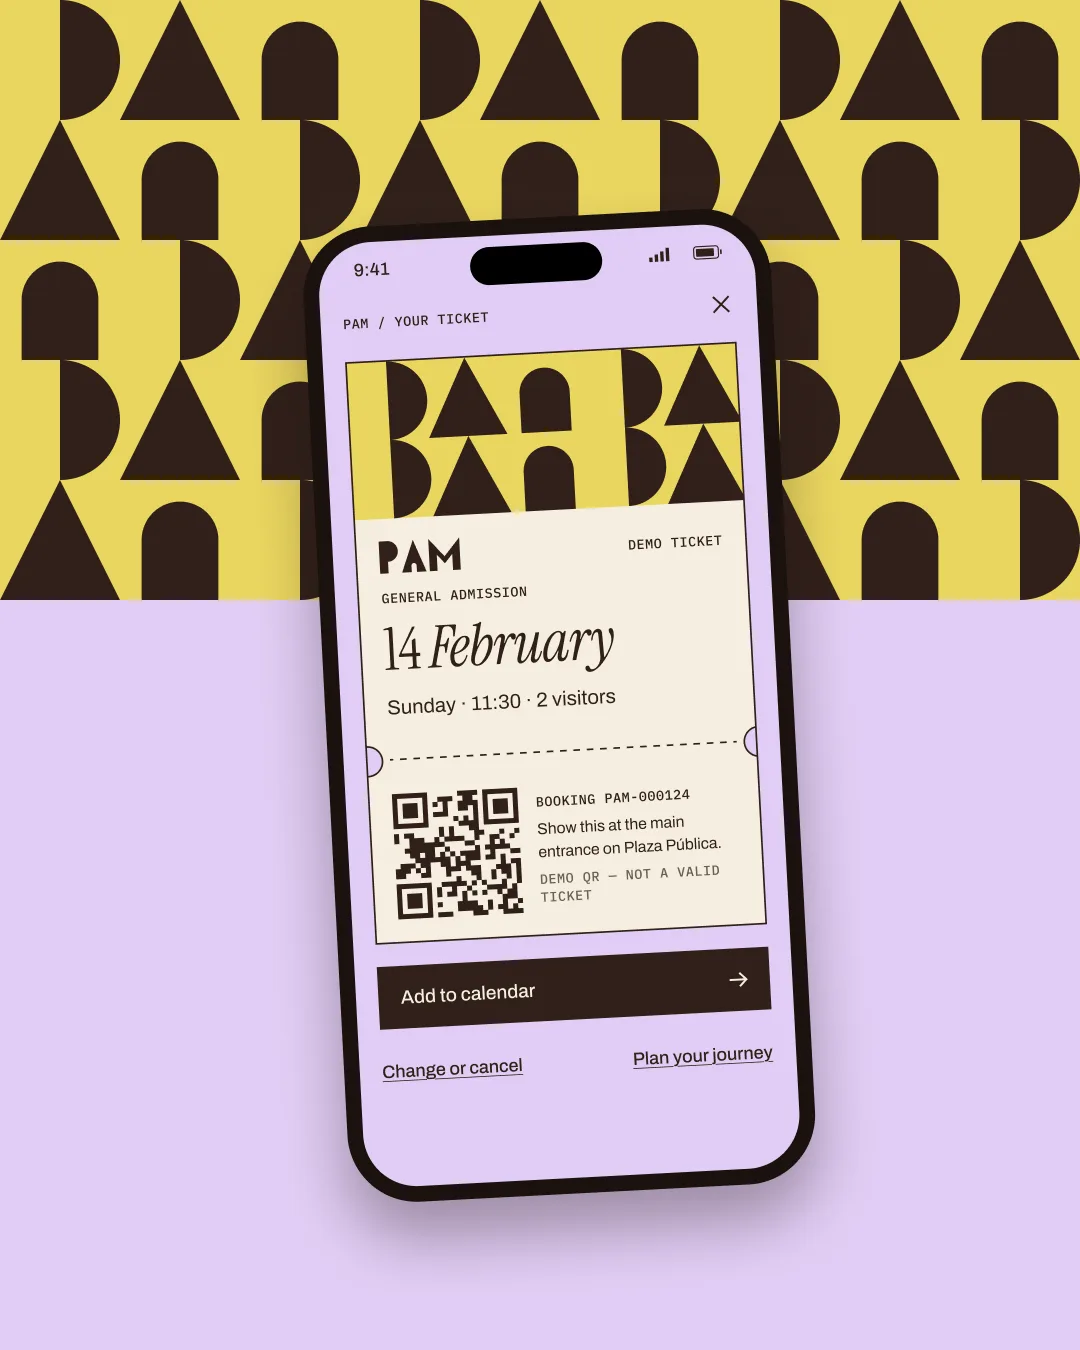 9:41
PAM / YOUR TICKET
PAM
DEMO TICKET
GENERAL ADMISSION
14 February
Sunday · 11:30 · 2 visitors
BOOKING PAM-000124
Show this at the main
entrance on Plaza Pública.
DEMO QR — NOT A VALID
TICKET
Add to calendar
Change or cancel
Plan your journey